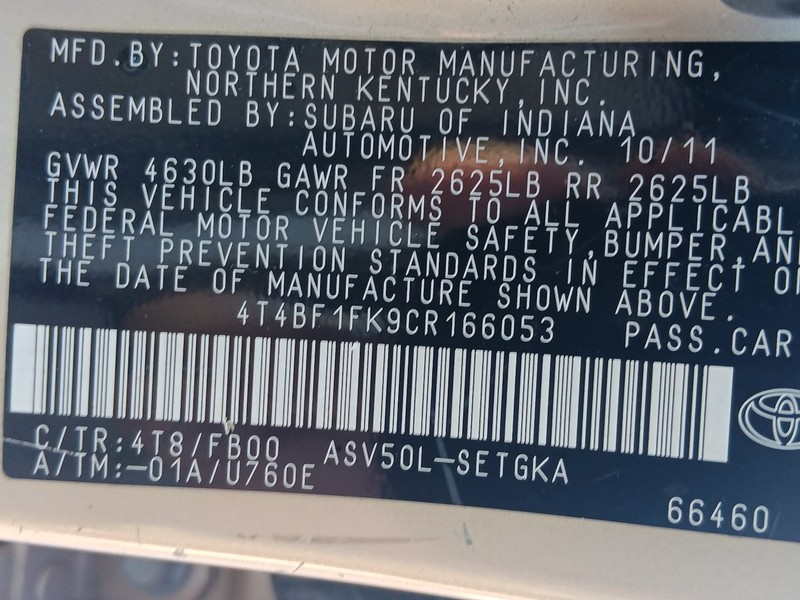 MFD.BY:TOYOTA MOTOR MANUFACTURING,
NORTHERN KENTUCKY,INC.
ASSEMBLED BY:SUBARU OF INDIANA
AUTOMOTIVE,INC. 10/11
GVWR 4630LB GAWR FR 2625LB RR 2625LB
THIS VEHICLE CONFORMS TO ALL APPLICABL
FEDERAL MOTOR VEHICLE SAFETY,BUMPER,AN
THEFT PREVENTION STANDARDS IN EFFECT O
THE DATE OF MANUFACTURE SHOWN ABOVE.
4T4BF1FK9CR166053 PASS.CAR
C/TR:4T8/FB00 ASV50L-SETGKA
A/TM:-01A/U760E
66460